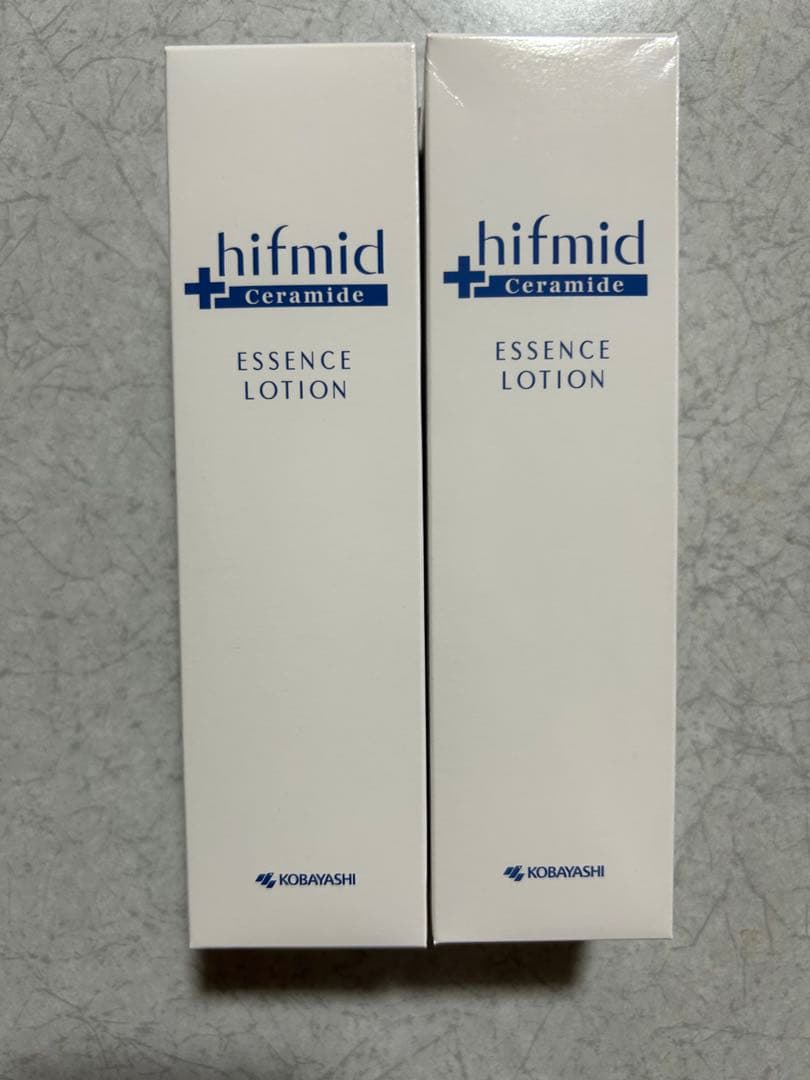 hifmid
Ceramide
ESSENCE
LOTION
KOBAYASHI
hifmid
Ceramide
ESSENCE
LOTION
KOBAYASHI